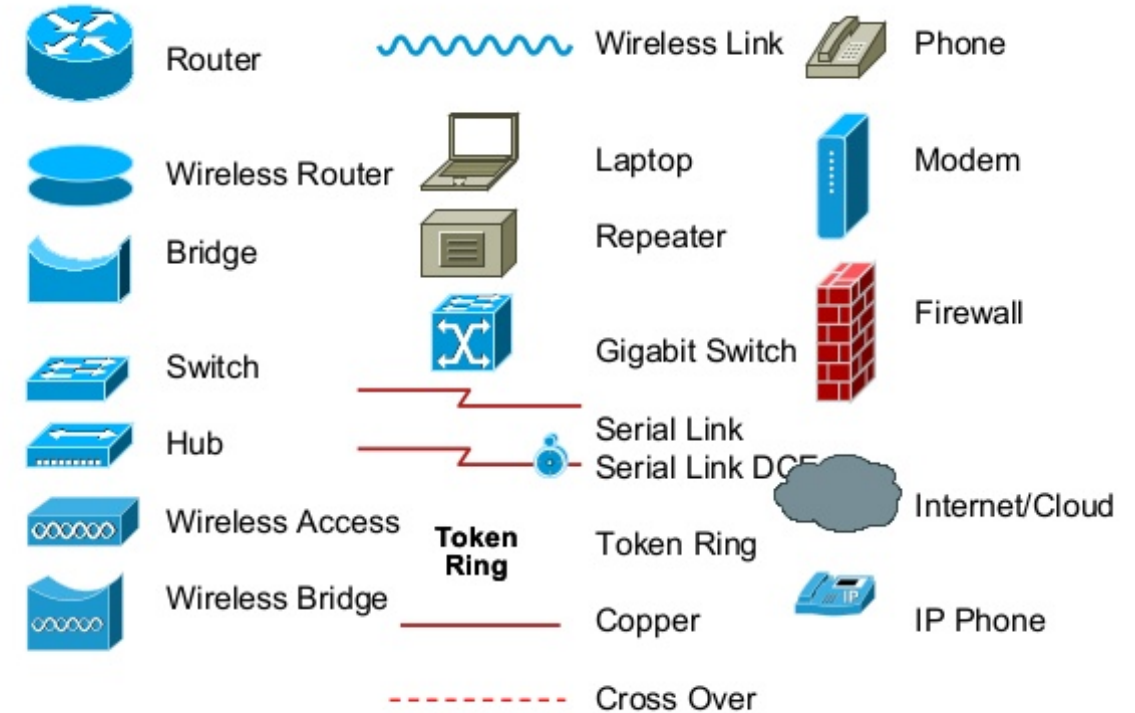 Router
Wireless Router
Bridge
Switch
Hub
Wireless Access
Wireless Bridge
Wireless Link
Laptop
Repeater
Gigabit Switch
Serial Link
Serial Link DCE
Token
Ring
Token Ring
Copper
Cross Over
Phone
Modem
Firewall
Internet/Cloud
IP
IP Phone